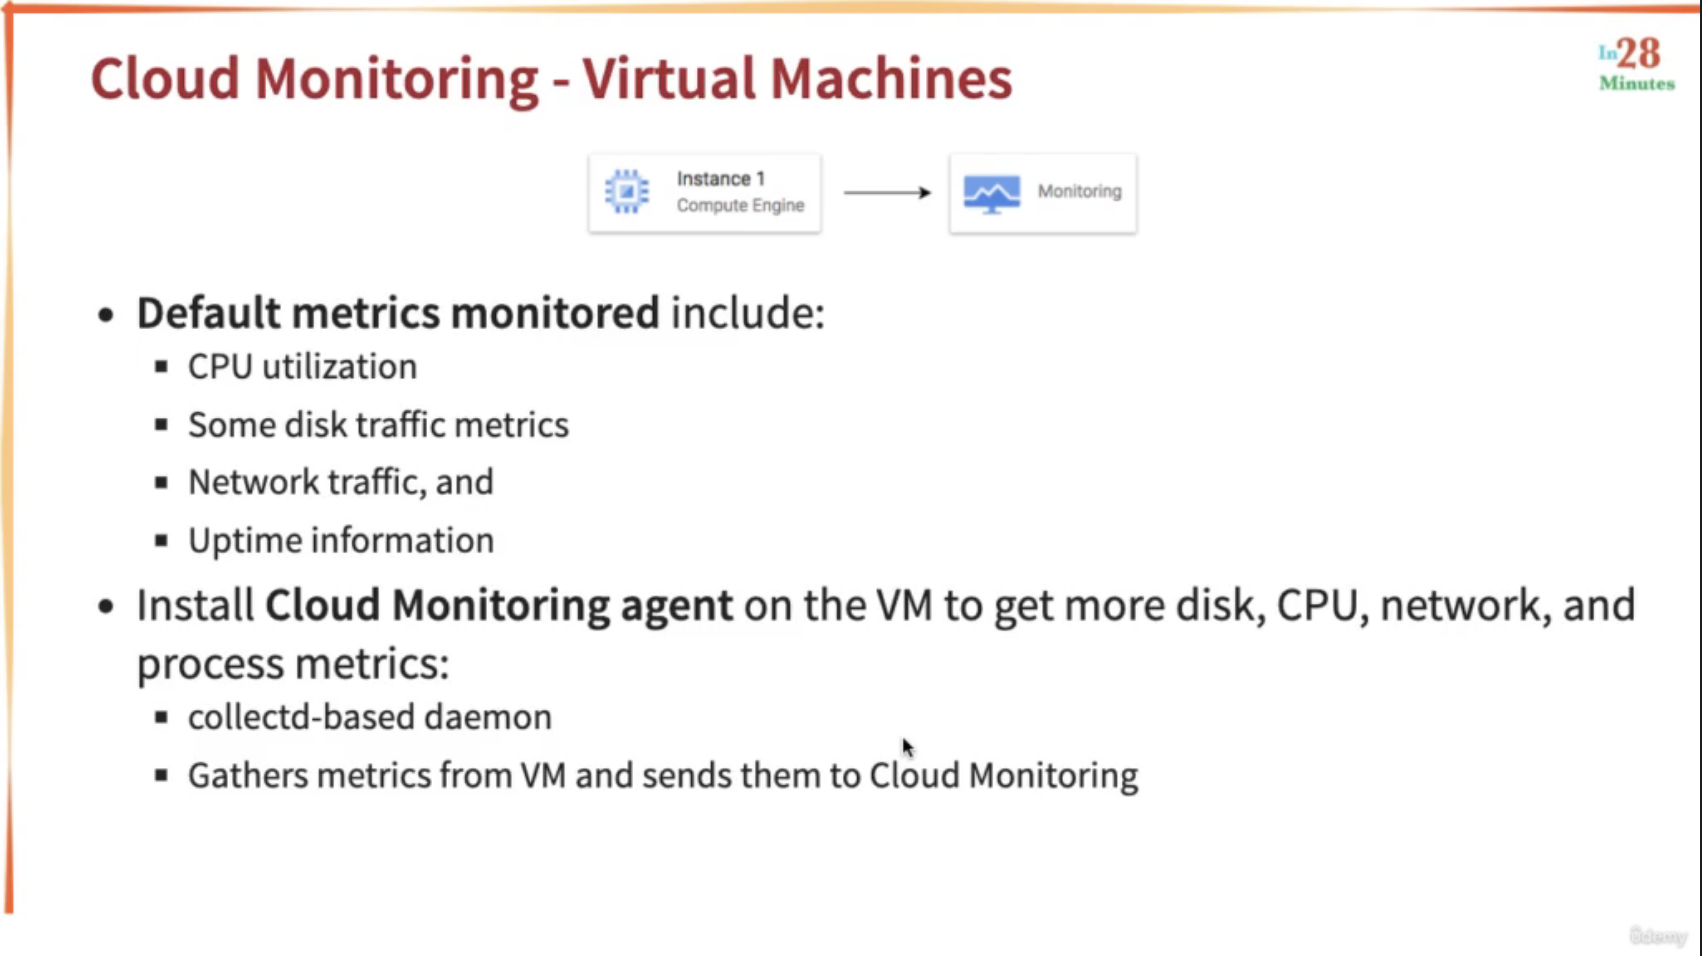 Cloud Monitoring - Virtual Machines
In28
Minutes
Instance 1
Compute Engine
Monitoring
• Default metrics monitored include:
▪ CPU utilization
▪ Some disk traffic metrics
▪ Network traffic, and
▪ Uptime information
• Install Cloud Monitoring agent on the VM to get more disk, CPU, network, and
process metrics:
▪ collectd-based daemon
▪ Gathers metrics from VM and sends them to Cloud Monitoring
ûdemy